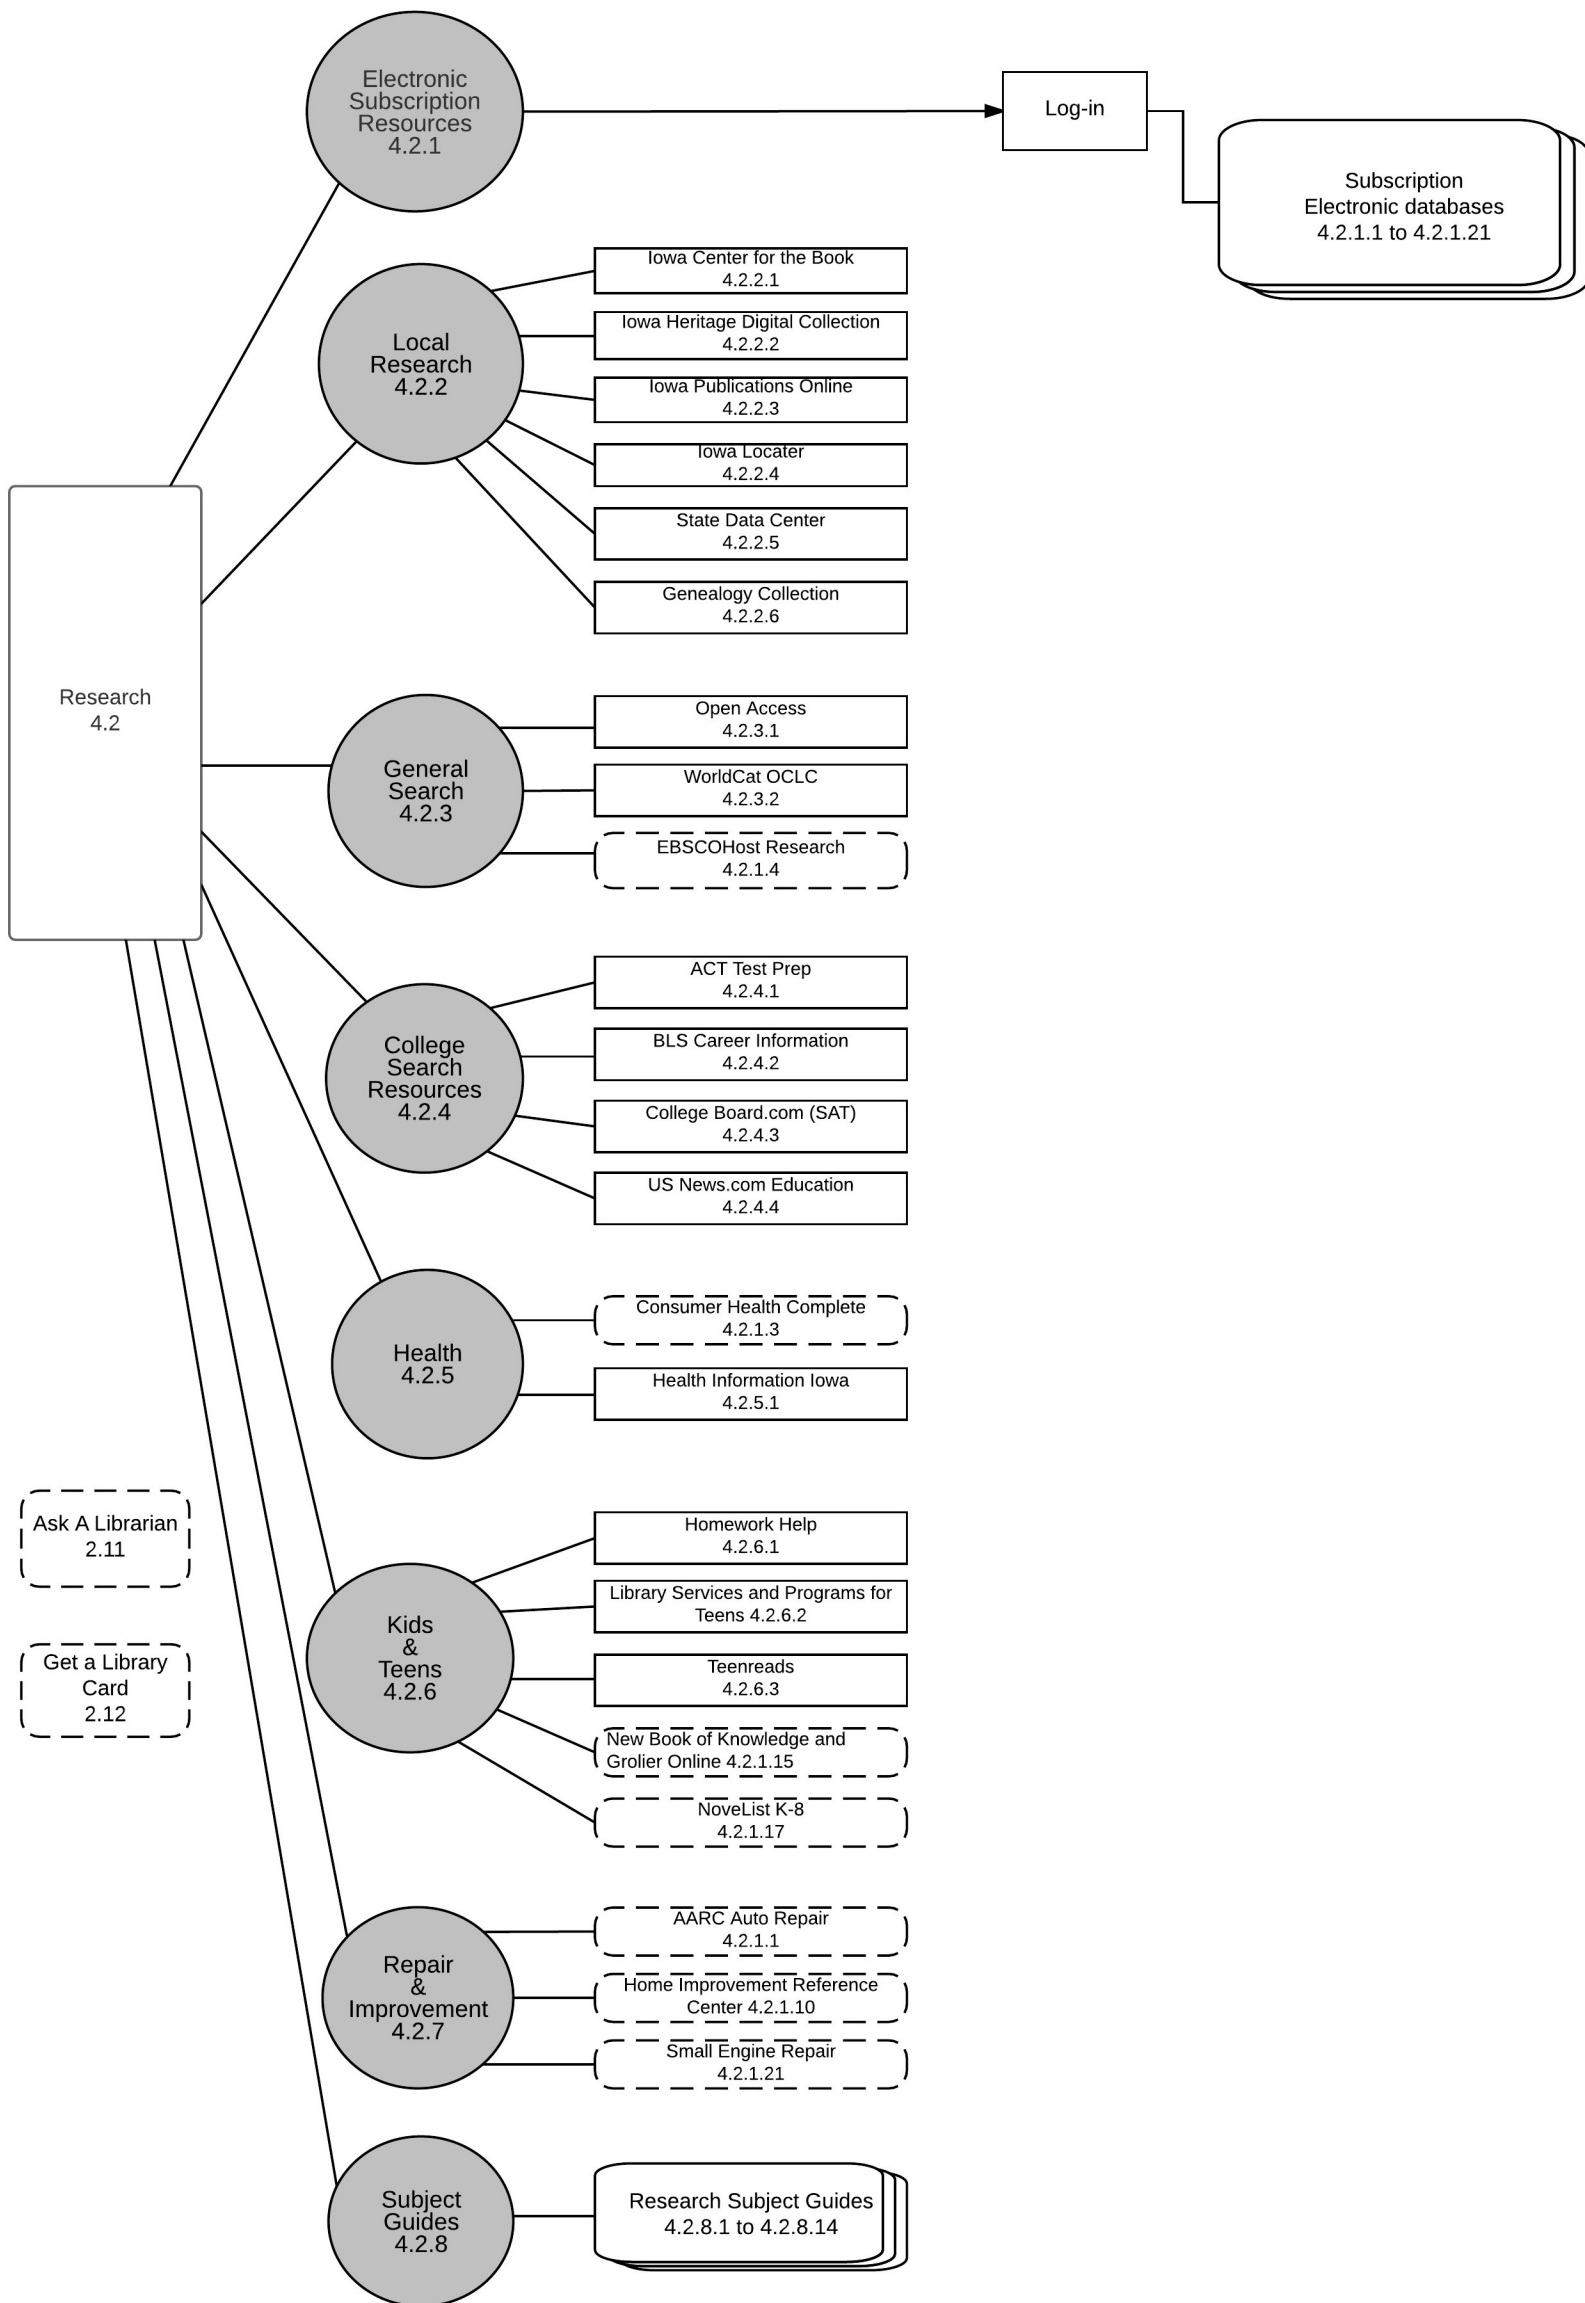 Electronic
Subscription
Resources
4.2.1
Log-in
Subscription
Electronic databases
4.2.1.1 to 4.2.1.21
Local
Research
4.2.2
Iowa Center for the Book
4.2.2.1
Iowa Heritage Digital Collection
4.2.2.2
Iowa Publications Online
4.2.2.3
Iowa Locater
4.2.2.4
State Data Center
4.2.2.5
Genealogy Collection
4.2.2.6
Research
4.2
General
Search
4.2.3
Open Access
4.2.3.1
WorldCat OCLC
4.2.3.2
EBSCOHost Research
4.2.1.4
College
Search
Resources
4.2.4
ACT Test Prep
4.2.4.1
BLS Career Information
4.2.4.2
College Board.com (SAT)
4.2.4.3
US News.com Education
4.2.4.4
Health
4.2.5
Consumer Health Complete
4.2.1.3
Health Information Iowa
4.2.5.1
Ask A Librarian
2.11
Get a Library
Card
2.12
Kids
&
Teens
4.2.6
Homework Help
4.2.6.1
Library Services and Programs for
Teens 4.2.6.2
Teenreads
4.2.6.3
New Book of Knowledge and
Grolier Online 4.2.1.15
NoveList K-8
4.2.1.17
Repair
&
Improvement
4.2.7
AARC Auto Repair
4.2.1.1
Home Improvement Reference
Center 4.2.1.10
Small Engine Repair
4.2.1.21
Subject
Guides
4.2.8
Research Subject Guides
4.2.8.1 to 4.2.8.14